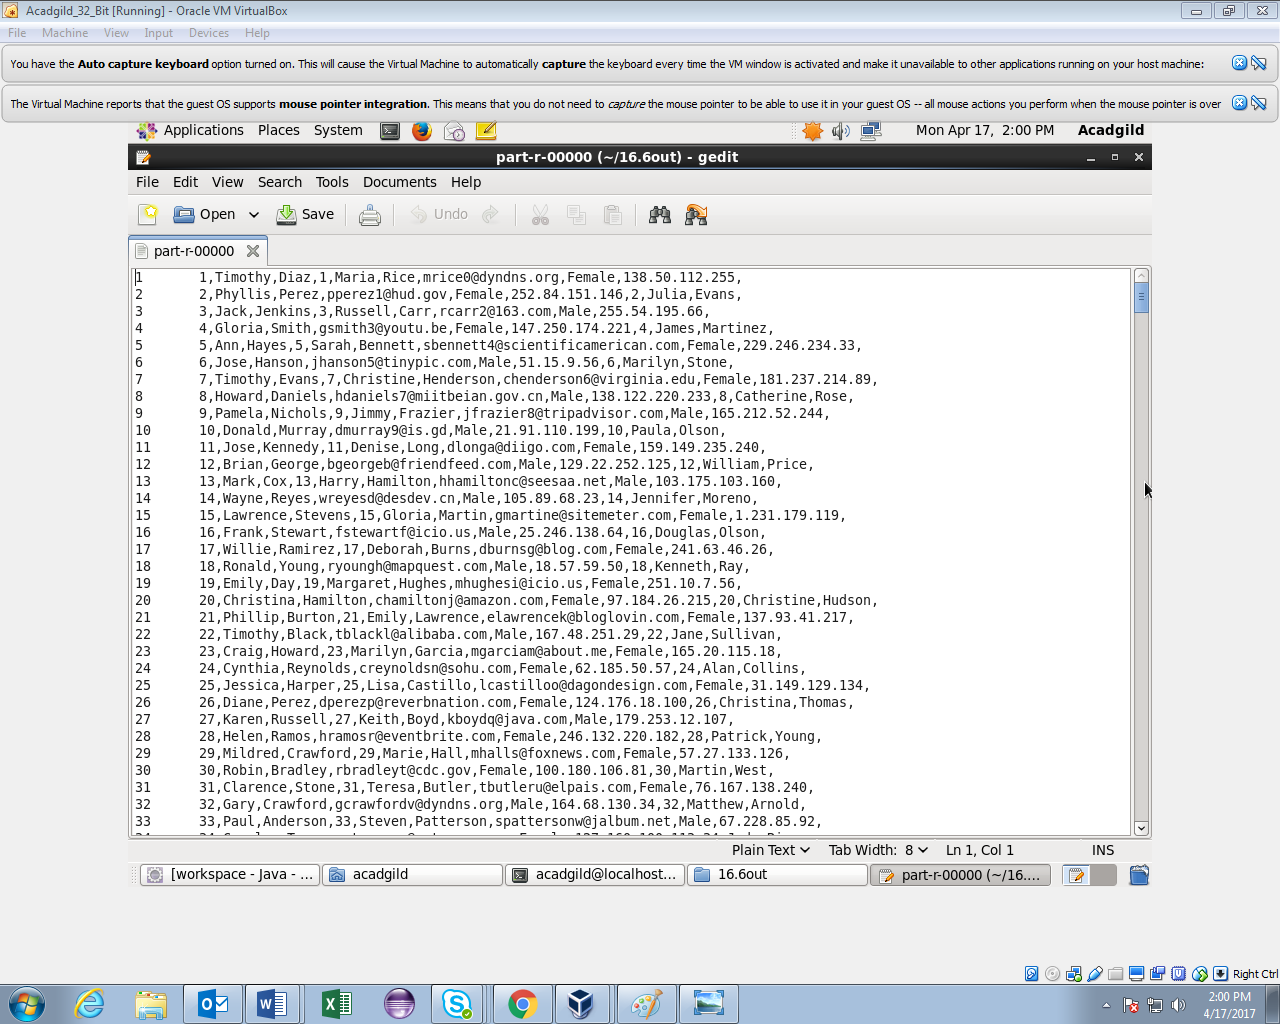 Acadgild_32_Bit [Running] - Oracle VM VirtualBox
File Machine View Input Devices Help
You have the Auto capture keyboard option turned on. This will cause the Virtual Machine to automatically capture the keyboard every time the VM window is activated and make it unavailable to other applications running on your host machine:
The Virtual Machine reports that the guest OS supports mouse pointer integration. This means that you do not need to capture the mouse pointer to be able to use it in your guest OS -- all mouse actions you perform when the mouse pointer is over
Applications Places System Mon Apr 17, 2:00 PM Acadgild
part-r-00000 (~/16.6out) - gedit
File Edit View Search Tools Documents Help
Open Save Undo
part-r-00000
1 1,Timothy,Diaz,1,Maria,Rice,mrice0@dyndns.org,Female,138.50.112.255,
2 2,Phyllis,Perez,pperez1@hud.gov,Female,252.84.151.146,2,Julia,Evans,
3 3,Jack,Jenkins,3,Russell,Carr,rcarr2@163.com,Male,255.54.195.66,
4 4,Gloria,Smith,gsmith3@youtu.be,Female,147.250.174.221,4,James,Martinez,
5 5,Ann,Hayes,5,Sarah,Bennett,sbennett4@scientificamerican.com,Female,229.246.234.33,
6 6,Jose,Hanson,jhanson5@tinypic.com,Male,51.15.9.56,6,Marilyn,Stone,
7 7,Timothy,Evans,7,Christine,Henderson,chenderson6@virginia.edu,Female,181.237.214.89,
8 8,Howard,Daniels,hdaniels7@miitbeian.gov.cn,Male,138.122.220.233,8,Catherine,Rose,
9 9,Pamela,Nichols,9,Jimmy,Frazier,jfrazier8@tripadvisor.com,Male,165.212.52.244,
10 10,Donald,Murray,dmurray9@is.gd,Male,21.91.110.199,10,Paula,Olson,
11 11,Jose,Kennedy,11,Denise,Long,dlonga@diigo.com,Female,159.149.235.240,
12 12,Brian,George,bgeorgeb@friendfeed.com,Male,129.22.252.125,12,William,Price,
13 13,Mark,Cox,13,Harry,Hamilton,hhamiltonc@seesaa.net,Male,103.175.103.160,
14 14,Wayne,Reyes,wreyesd@desdev.cn,Male,105.89.68.23,14,Jennifer,Moreno,
15 15,Lawrence,Stevens,15,Gloria,Martin,gmartine@sitemeter.com,Female,1.231.179.119,
16 16,Frank,Stewart,fstewartf@icio.us,Male,25.246.138.64,16,Douglas,Olson,
17 17,Willie,Ramirez,17,Deborah,Burns,dburnsg@blog.com,Female,241.63.46.26,
18 18,Ronald,Young,ryoungh@mapquest.com,Male,18.57.59.50,18,Kenneth,Ray,
19 19,Emily,Day,19,Margaret,Hughes,mhughesi@icio.us,Female,251.10.7.56,
20 20,Christina,Hamilton,chamiltonj@amazon.com,Female,97.184.26.215,20,Christine,Hudson,
21 21,Phillip,Burton,21,Emily,Lawrence,elawrencek@bloglovin.com,Female,137.93.41.217,
22 22,Timothy,Black,tblackl@alibaba.com,Male,167.48.251.29,22,Jane,Sullivan,
23 23,Craig,Howard,23,Marilyn,Garcia,mgarciam@about.me,Female,165.20.115.18,
24 24,Cynthia,Reynolds,creynoldsn@sohu.com,Female,62.185.50.57,24,Alan,Collins,
25 25,Jessica,Harper,25,Lisa,Castillo,lcastilloo@dagondesign.com,Female,31.149.129.134,
26 26,Diane,Perez,dperezp@reverbnation.com,Female,124.176.18.100,26,Christina,Thomas,
27 27,Karen,Russell,27,Keith,Boyd,kboydq@java.com,Male,179.253.12.107,
28 28,Helen,Ramos,hramosr@eventbrite.com,Female,246.132.220.182,28,Patrick,Young,
29 29,Mildred,Crawford,29,Marie,Hall,mhalls@foxnews.com,Female,57.27.133.126,
30 30,Robin,Bradley,rbradleyt@cdc.gov,Female,100.180.106.81,30,Martin,West,
31 31,Clarence,Stone,31,Teresa,Butler,tbutleru@elpais.com,Female,76.167.138.240,
32 32,Gary,Crawford,gcrawfordv@dyndns.org,Male,164.68.130.34,32,Matthew,Arnold,
33 33,Paul,Anderson,33,Steven,Patterson,spattersonw@jalbum.net,Male,67.228.85.92,
Plain Text Tab Width: 8 Ln 1, Col 1 INS
[workspace - Java - ... acadgild acadgild@localhost... 16.6out part-r-00000 (~/16....
Right Ctrl
2:00 PM
4/17/2017